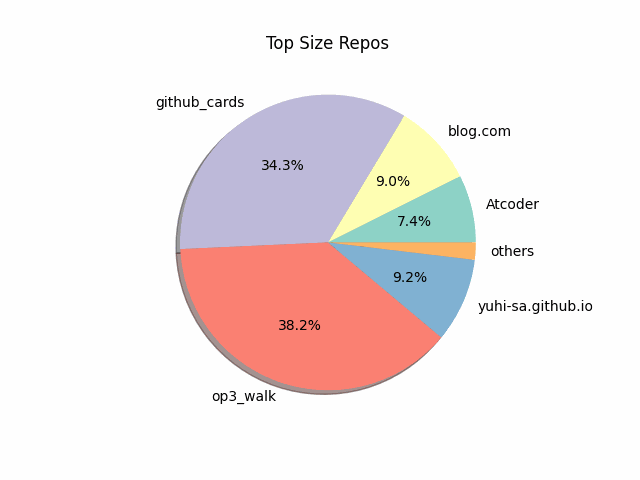 Top Size Repos
github_cards
blog.com
34.3%
9.0%
Atcoder
7.4%
others
9.2%
yuhi-sa.github.io
38.2%
op3_walk